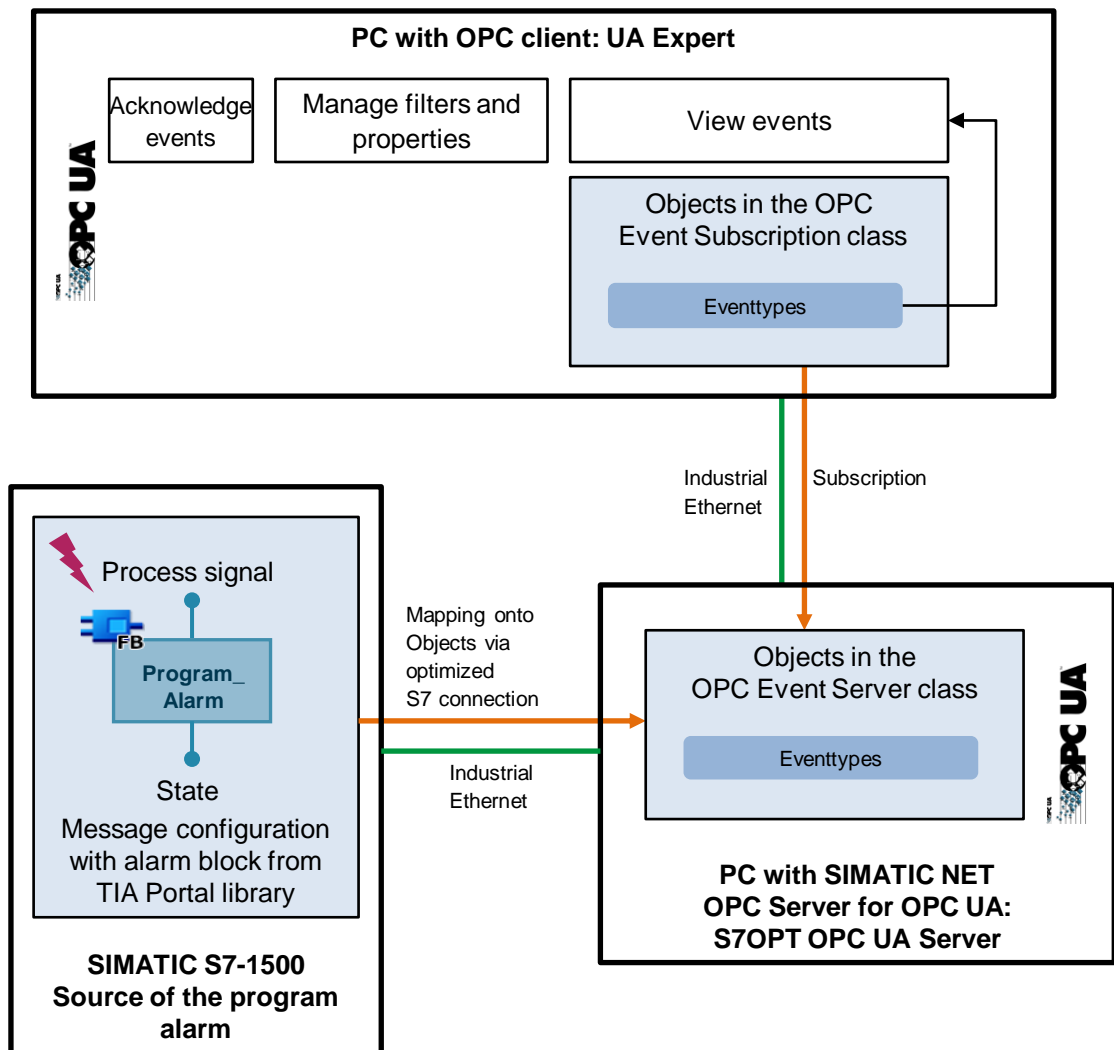 PC with OPC client: UA Expert
Acknowledge
events
Manage filters and
properties
View events
OPC UA
OPC UA
Objects in the OPC
Event Subscription class
Eventtypes
Industrial
Ethernet
Subscription
Process signal
FB
Program_
Alarm
State
Message configuration
with alarm block from
TIA Portal library
SIMATIC S7-1500
Source of the program
alarm
Mapping onto
Objects via
optimized
S7 connection
Industrial
Ethernet
Objects in the
OPC Event Server class
Eventtypes
OPC UA
OPC UA
PC with SIMATIC NET
OPC Server for OPC UA:
S7OPT OPC UA Server